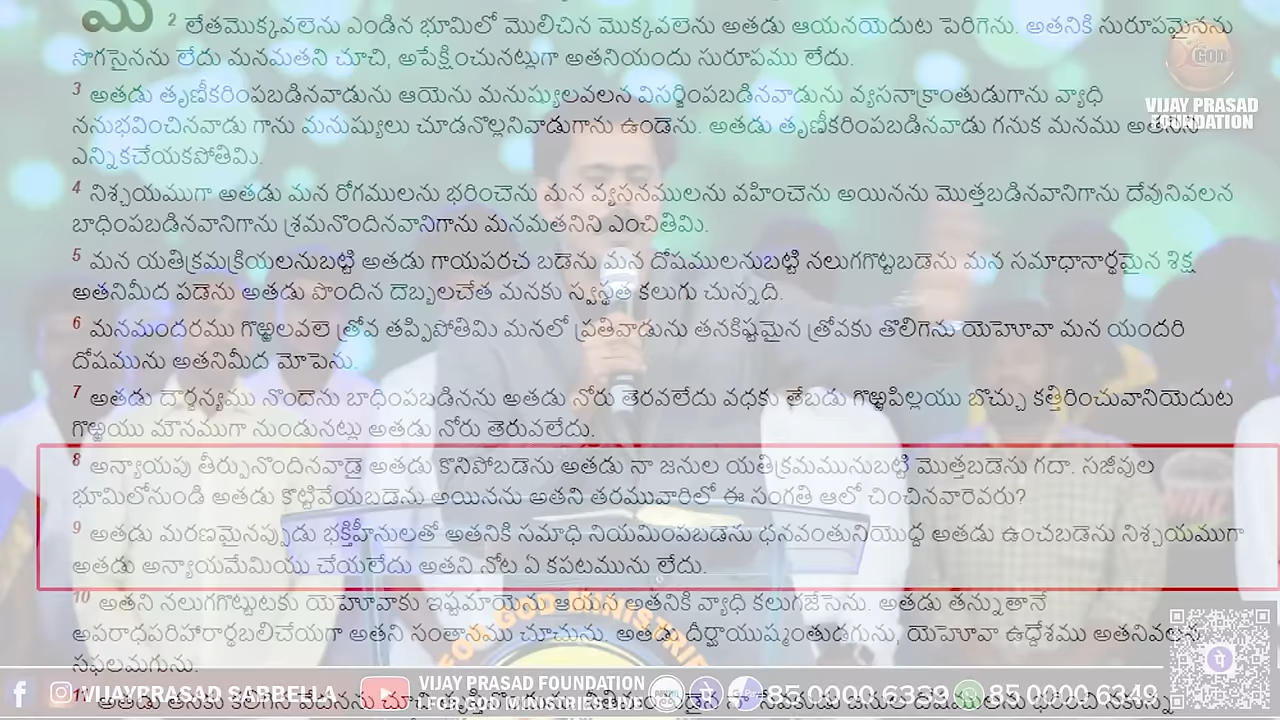 2 లేతమొక్కవలెను ఎండిన భూమిలో మొలిచిన మొక్కవలెను అతడు ఆయనయెదుట పెరిగెను. అతనికి సురూపమైనను
సొగసైనను లేదు మనమతని చూచి, అపేక్షించునట్లుగా అతనియందు సురూపము లేదు.
3 అతడు తృణీకరింపబడినవాడును ఆయెను మనుష్యులవలన విసర్జింపబడినవాడును వ్యసనాక్రాంతుడుగాను వ్యాధి
ననుభవించినవాడు గాను మనుష్యులు చూడనొల్లనివాడుగాను ఉండెను. అతడు తృణీకరింపబడినవాడు గనుక మనము అతనిని
ఎన్నికచేయకపోతిమి.
4 నిశ్చయముగా అతడు మన రోగములను భరించెను మన వ్యసనములను వహించెను అయినను మొత్తబడినవానిగాను దేవునివలన
బాధింపబడినవానిగాను శ్రమనొందినవానిగాను మనమతనిని ఎంచితిమి.
5 మన యతిక్రమక్రియలనుబట్టి అతడు గాయపరచ బడెను మన దోషములనుబట్టి నలుగగొట్టబడెను మన సమాధానార్థమైన శిక్ష
అతనిమీద పడెను అతడు పొందిన దెబ్బలచేత మనకు స్వస్థత కలుగు చున్నది.
6 మనమందరము గొఱ్ఱలవలె త్రోవ తప్పిపోతిమి మనలో ప్రతివాడును తనకిష్టమైన త్రోవకు తొలిగెను యెహోవా మన యందరి
దోషమును అతనిమీద మోపెను.
7 అతడు దౌర్జన్యము నొందెను బాధింపబడినను అతడు నోరు తెరవలేదు వధకు తేబడు గొఱ్ఱపిల్లయు బొచ్చు కత్తిరించువానియెదుట
గొఱ్ఱయు మౌనముగా నుండునట్లు అతడు నోరు తెరువలేదు.
8 అన్యాయపు తీర్పునొందినవాడై అతడు కొనిపోబడెను అతడు నా జనుల యతిక్రమమునుబట్టి మొత్తబడెను గదా. సజీవుల
భూమిలోనుండి అతడు కొట్టివేయబడెను అయినను అతని తరమువారిలో ఈ సంగతి ఆలో చించినవారెవరు?
9 అతడు మరణమైనప్పుడు భక్తిహీనులతో అతనికి సమాధి నియమింపబడెను ధనవంతునియొద్ద అతడు ఉంచబడెను నిశ్చయముగా
అతడు అన్యాయమేమియు చేయలేదు అతని నోట ఏ కపటమును లేదు.
10 అతని నలుగగొట్టుటకు యెహోవాకు ఇష్టమాయెను ఆయన అతనికి వ్యాధి కలుగజేసెను. అతడు తన్నుతానే
అపరాధపరిహారార్థబలిచేయగా అతని సంతానము చూచును. అతడు దీర్ఘాయుష్మంతుడగును, యెహోవా ఉద్దేశము అతనివలన
సఫలమగును.
GOD
VIJAY PRASAD
FOUNDATION
FOR GOD MINISTRIES
VIJAYPRASAD SABBELLA
VIJAY PRASAD FOUNDATION
FOR GOD MINISTRIES LIVE
85 0000 6369
85 0000 6349